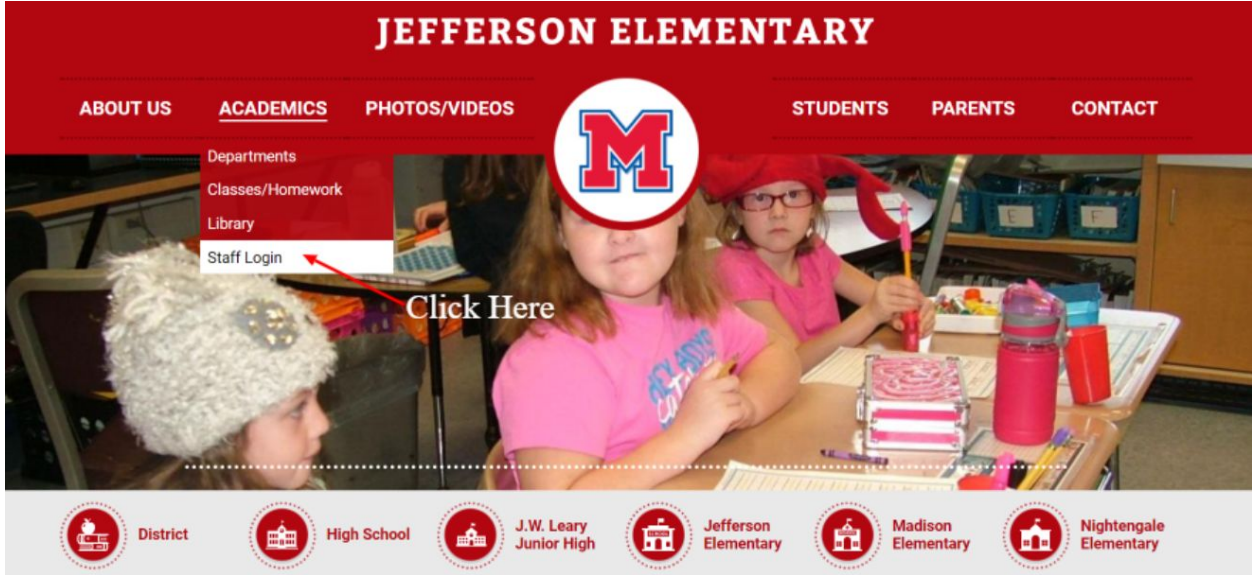 JEFFERSON ELEMENTARY
ABOUT US
ACADEMICS
PHOTOS/VIDEOS
M
STUDENTS
PARENTS
CONTACT
Departments
Classes/Homework
Library
Staff Login
Click Here
E
F
District
High School
J.W. Leary
Junior High
Jefferson
Elementary
Madison
Elementary
Nightengale
Elementary